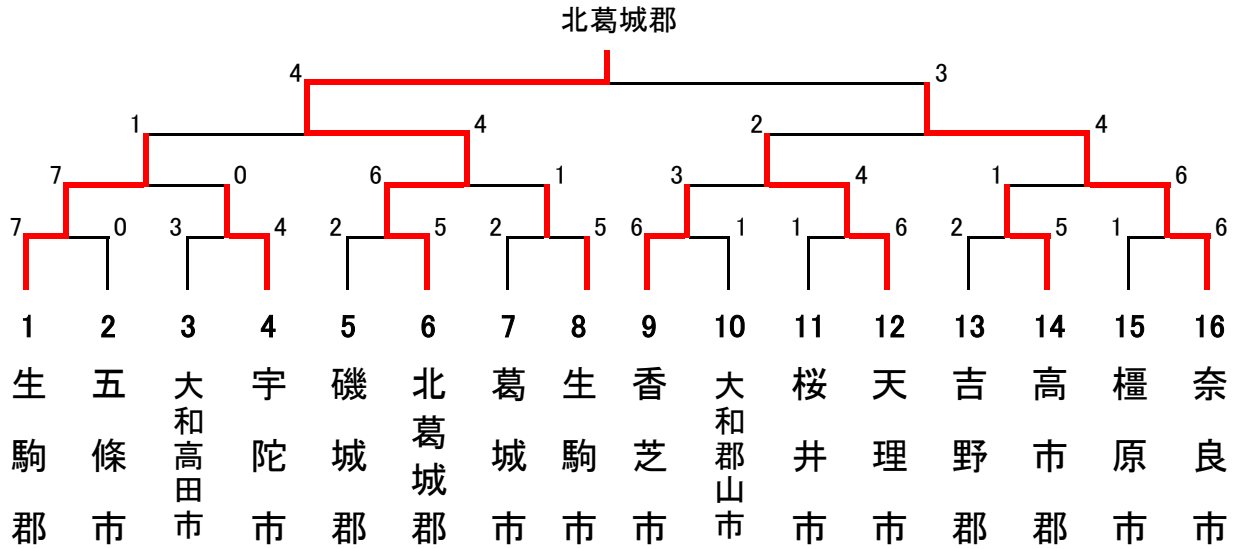 北葛城郡
4 3
1 4 2 4
7 0 6 1 3 4 1 6
7 0 3 4 2 5 2 5 6 1 1 6 2 5 1 6
1 2 3 4 5 6 7 8 9 10 11 12 13 14 15 16
生駒郡
五條市
大和高田市
宇陀市
磯城郡
北葛城郡
葛城市
生駒市
香芝市
大和郡山市
桜井市
天理市
吉野郡
高市郡
橿原市
奈良市